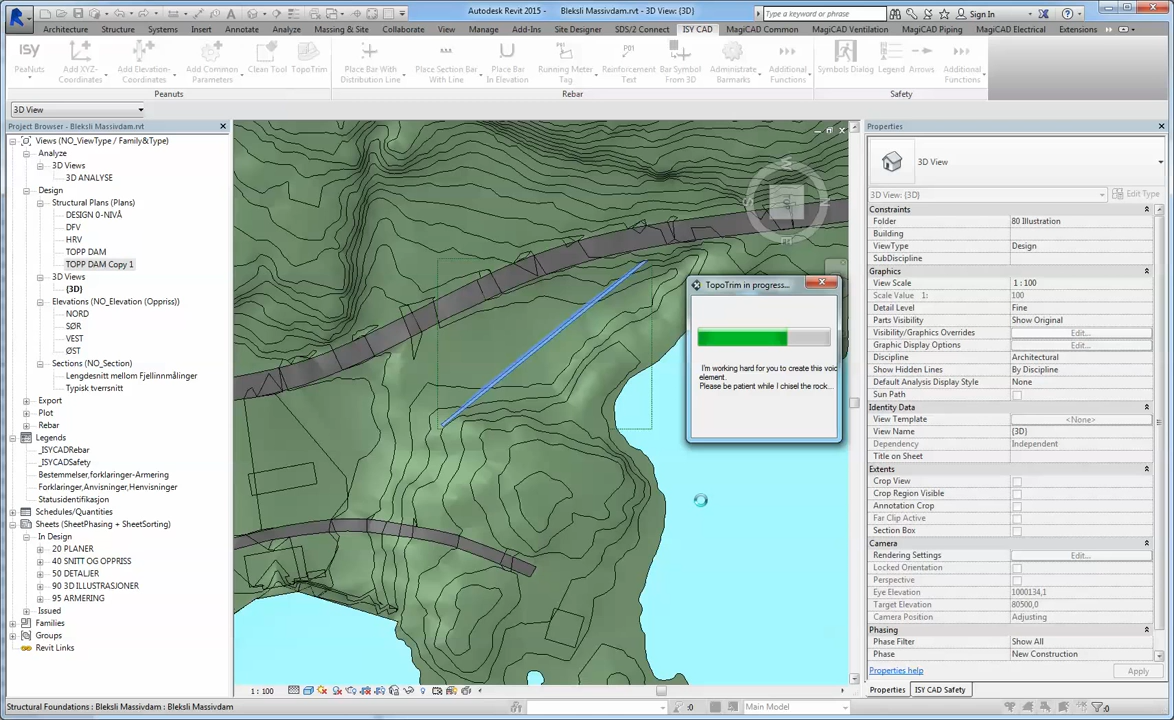 Autodesk Revit 2015 - Bleksli Massivdam.rvt - 3D View: {3D}
Type a keyword or phrase
Sign In
Architecture Structure Systems Insert Annotate Analyze Massing & Site Collaborate View Manage Add-Ins Site Designer SDS/2 Connect ISY CAD MagiCAD Common MagiCAD Ventilation MagiCAD Piping MagiCAD Electrical Extensions
ISY
PeaNuts
Add XYZ-
Coordinates
Add Elevation-
Coordinates
Add Common
Parameters
Clean Tool
TopoTrim
Place Bar With
Distribution Line
Place Section Bar
With Line
Place Bar
In Elevation
Running Meter
Tag
P01
Reinforcement
Text
Bar Symbol
From 3D
Administrate
Barmarks
Additional
Functions
Symbols Dialog
Legend
Arrows
Additional
Functions
Peanuts
Rebar
Safety
3D View
Project Browser - Bleksli Massivdam.rvt
Views (NO_ViewType / Family&Type)
Analyze
3D Views
3D ANALYSE
Design
Structural Plans (Plans)
DESIGN 0-NIVÅ
DFV
HRV
TOPP DAM
TOPP DAM Copy 1
3D Views
{3D}
Elevations (NO_Elevation (Oppriss))
NORD
SØR
VEST
ØST
Sections (NO_Section)
Lengdesnitt mellom Fjellinnmålinger
Typisk tverrsnitt
Export
Plot
Rebar
Legends
_ISYCADRebar
_ISYCADSafety
Bestemmelser,forklaringer-Armering
Forklaringer,Anvisninger,Henvisninger
Statusidentifikasjon
Schedules/Quantities
Sheets (SheetPhasing + SheetSorting)
In Design
20 PLANER
40 SNITT OG OPPRISS
50 DETALJER
90 3D ILLUSTRASJONER
95 ARMERING
Issued
Families
Groups
Revit Links
TopoTrim in progress...
I'm working hard for you to create this void
element.
Please be patient while I chisel the rock...
Properties
3D View
3D View: {3D}
Edit Type
Constraints
Folder 80 Illustration
Building
ViewType Design
SubDiscipline
Graphics
View Scale 1 : 100
Scale Value 1: 100
Detail Level Fine
Parts Visibility Show Original
Visibility/Graphics Overrides Edit...
Graphic Display Options Edit...
Discipline Architectural
Show Hidden Lines By Discipline
Default Analysis Display Style None
Sun Path
Identity Data
View Template <None>
View Name {3D}
Dependency Independent
Title on Sheet
Extents
Crop View
Crop Region Visible
Annotation Crop
Far Clip Active
Section Box
Camera
Rendering Settings Edit...
Locked Orientation
Perspective
Eye Elevation 1000134,1
Target Elevation 80500,0
Camera Position Adjusting
Phasing
Phase Filter Show All
Phase New Construction
Properties help
Apply
Properties
ISY CAD Safety
1 : 100
Structural Foundations : Bleksli Massivdam : Bleksli Massivdam
:0
Main Model
:0